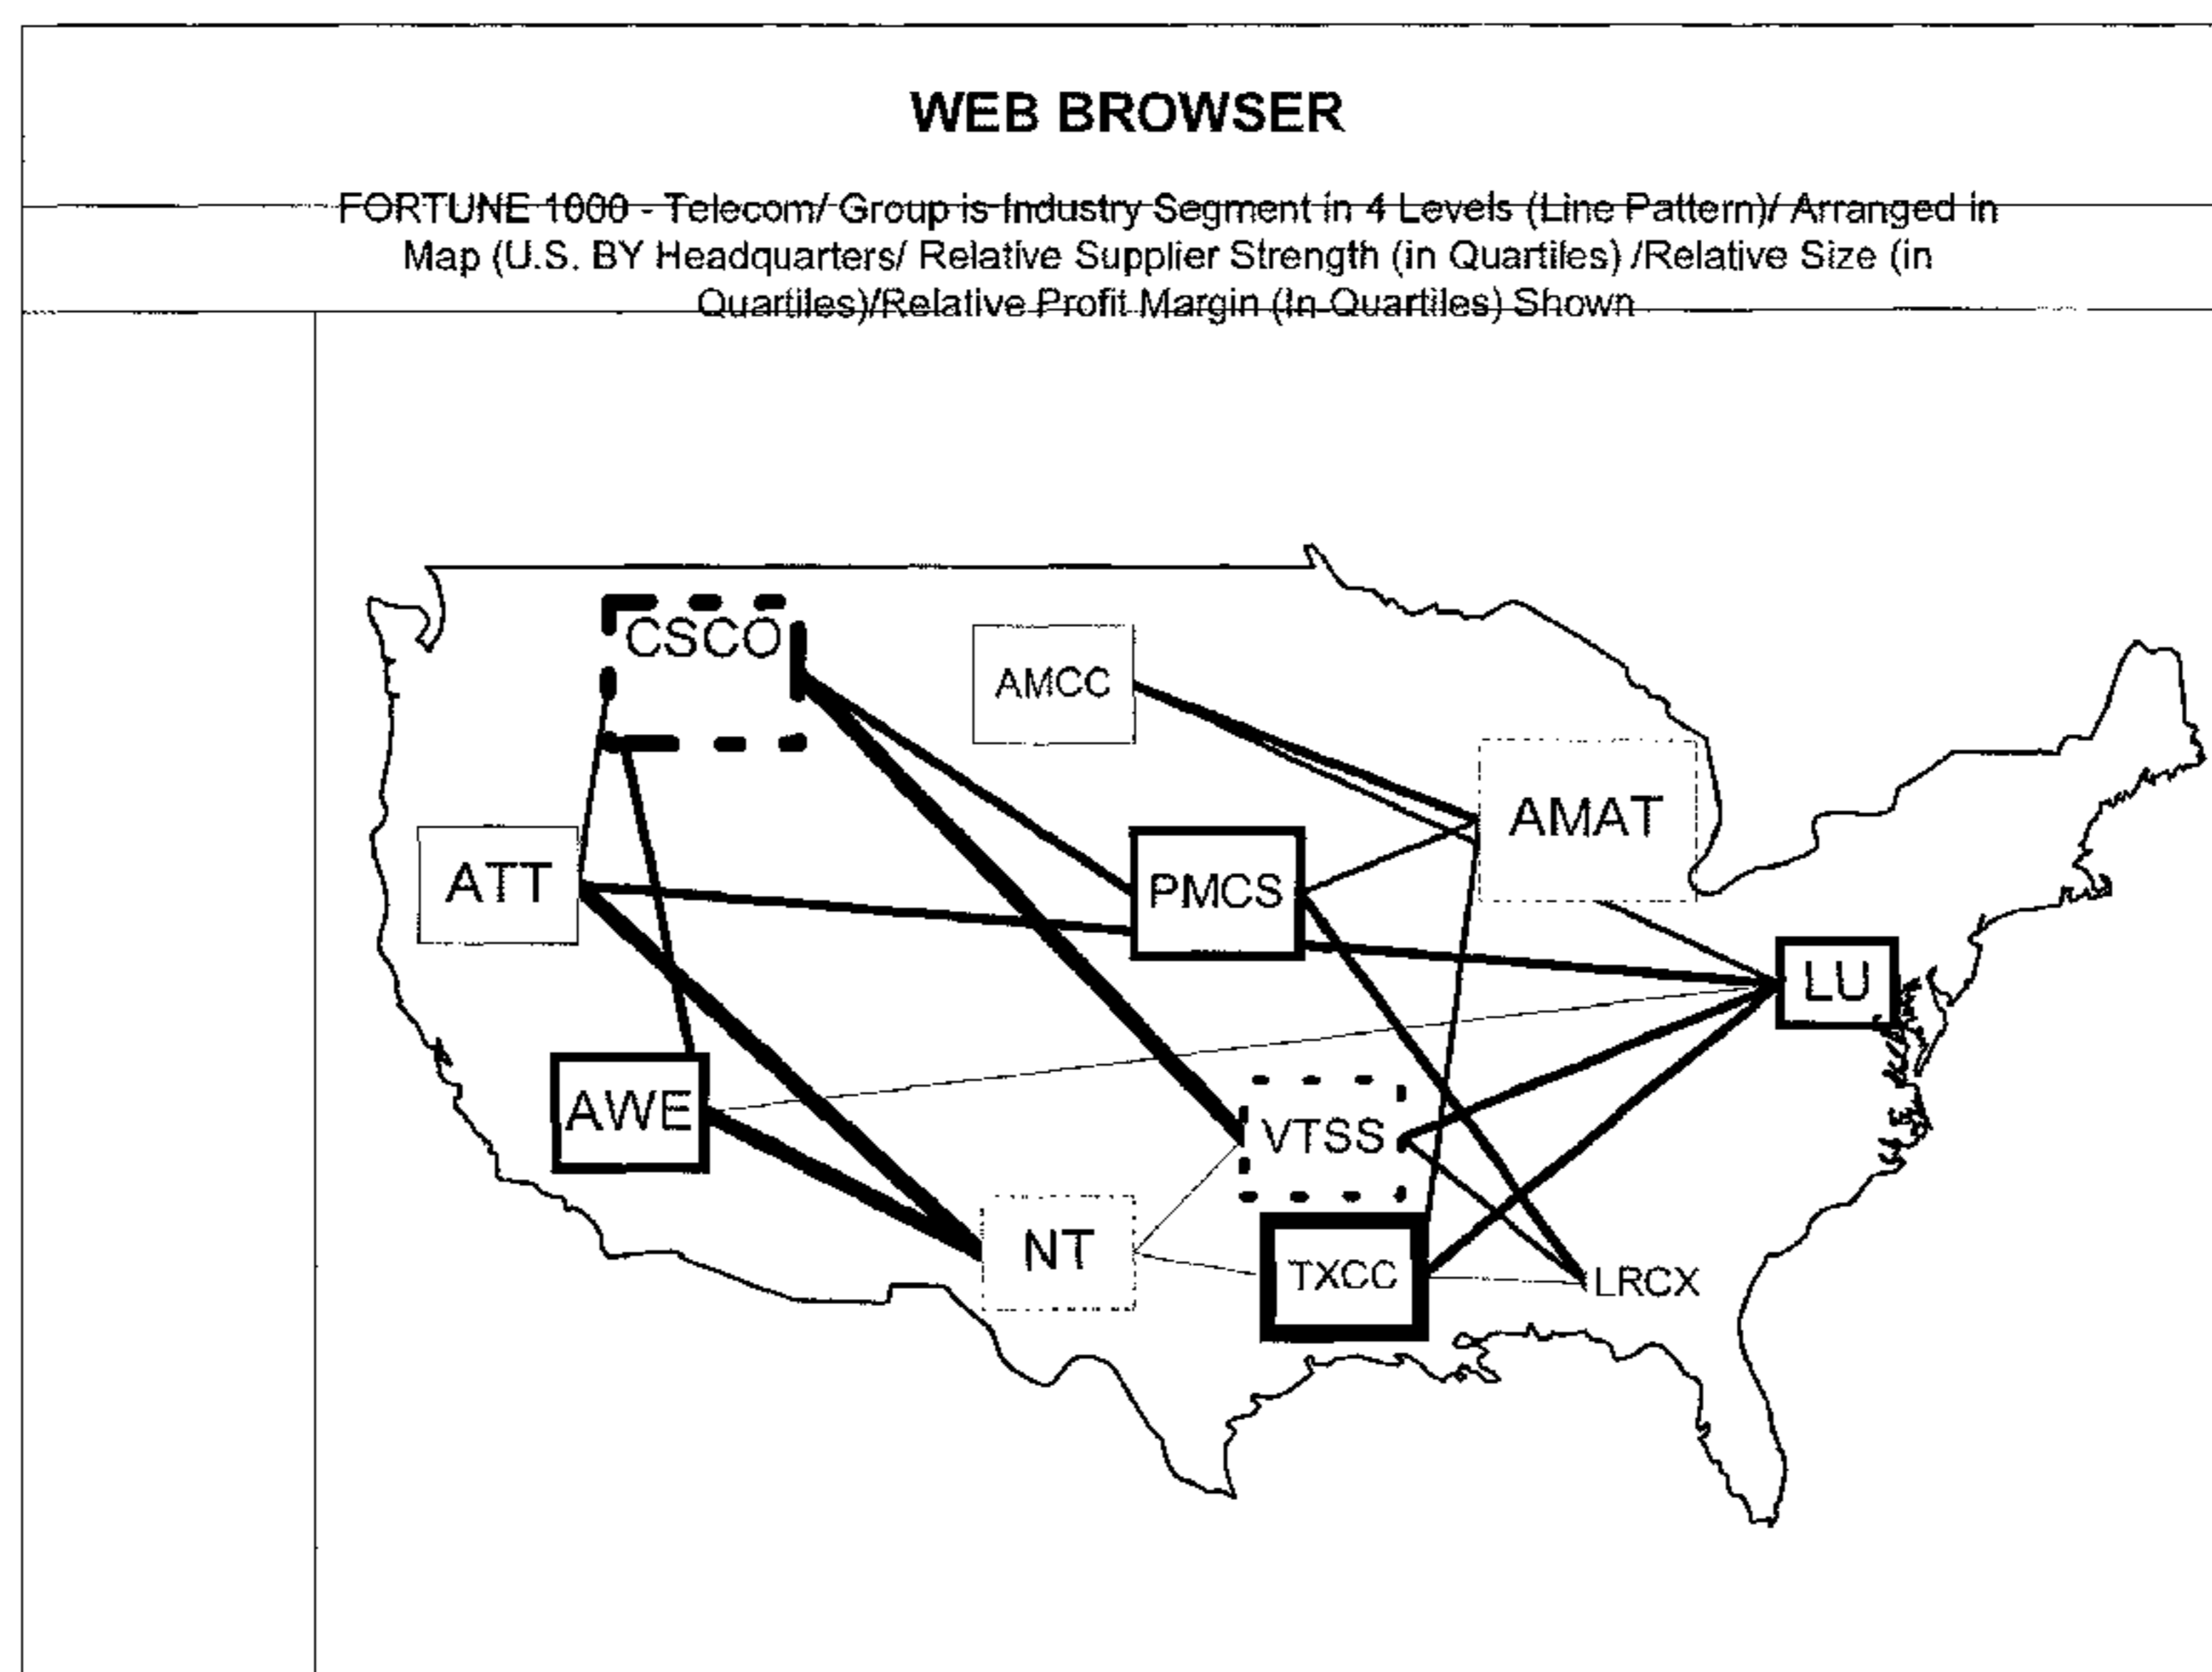 WEB BROWSER
FORTUNE 1000 - Telecom/ Group is Industry Segment in 4 Levels (Line Pattern)/ Arranged in
Map (U.S. BY Headquarters/ Relative Supplier Strength (in Quartiles) /Relative Size (in
Quartiles)/Relative Profit Margin (In Quartiles) Shown
CSCO
AMCC
AMAT
ATT
PMCS
LU
AWE
VTSS
NT
TXCC
LRCX